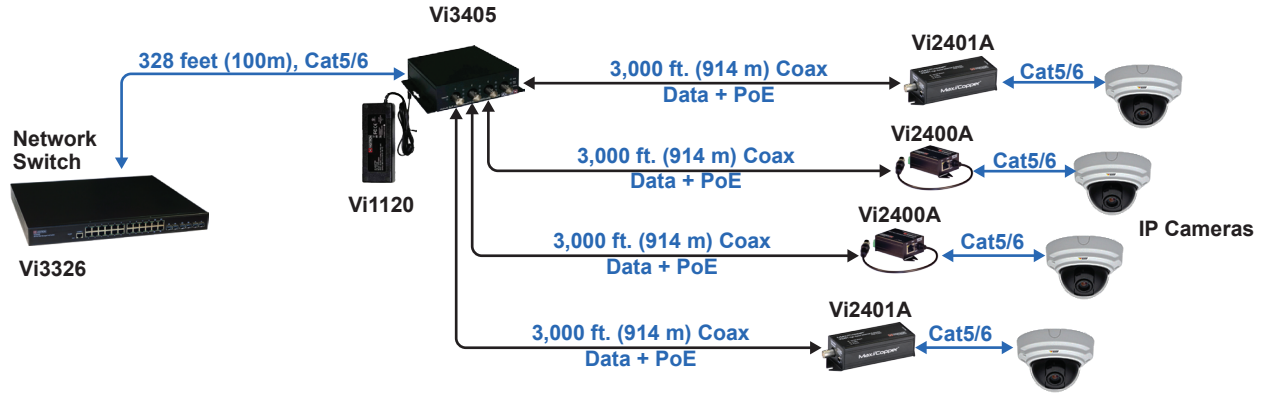 Vi3405
328 feet (100m), Cat5/6
3,000 ft. (914 m) Coax
Data + PoE
Vi2401A
MaxiiCopper
Cat5/6
Network
Switch
Vi1120
3,000 ft. (914 m) Coax
Data + PoE
Vi2400A
Cat5/6
IP Cameras
Vi3326
3,000 ft. (914 m) Coax
Data + PoE
Vi2400A
Cat5/6
3,000 ft. (914 m) Coax
Data + PoE
Vi2401A
MaxiiCopper
Cat5/6